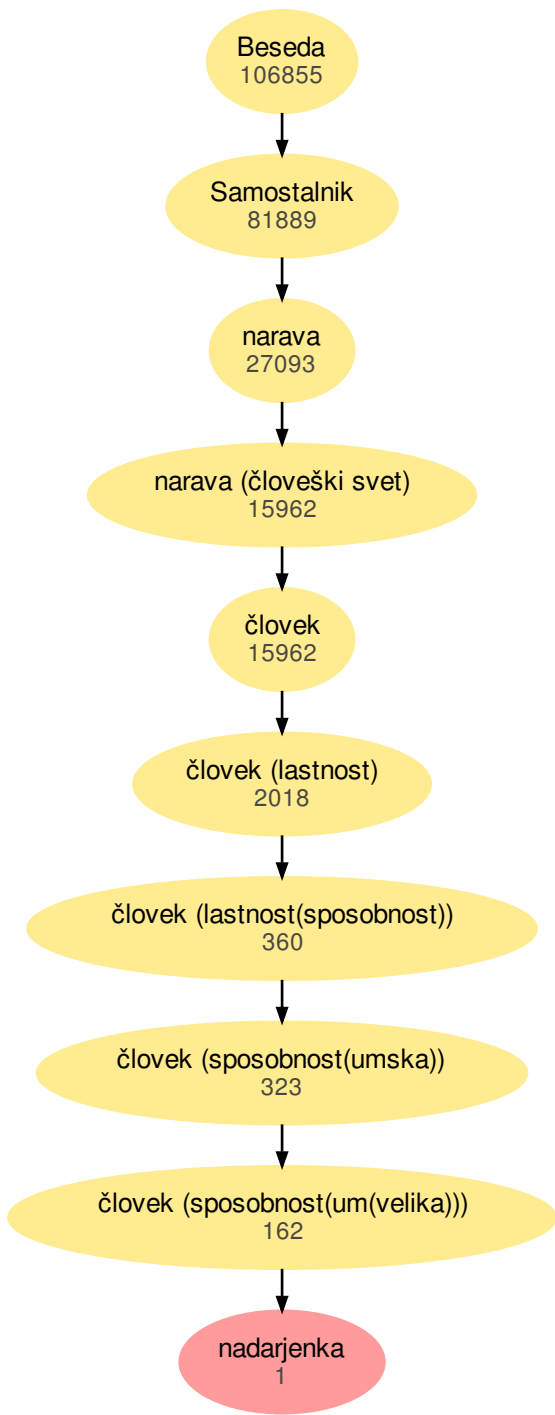 Beseda
106855
Samostalnik
81889
narava
27093
narava (človeški svet)
15962
človek
15962
človek (lastnost)
2018
človek (lastnost(sposobnost))
360
človek (sposobnost(umska))
323
človek (sposobnost(um(velika)))
162
nadarjenka
1